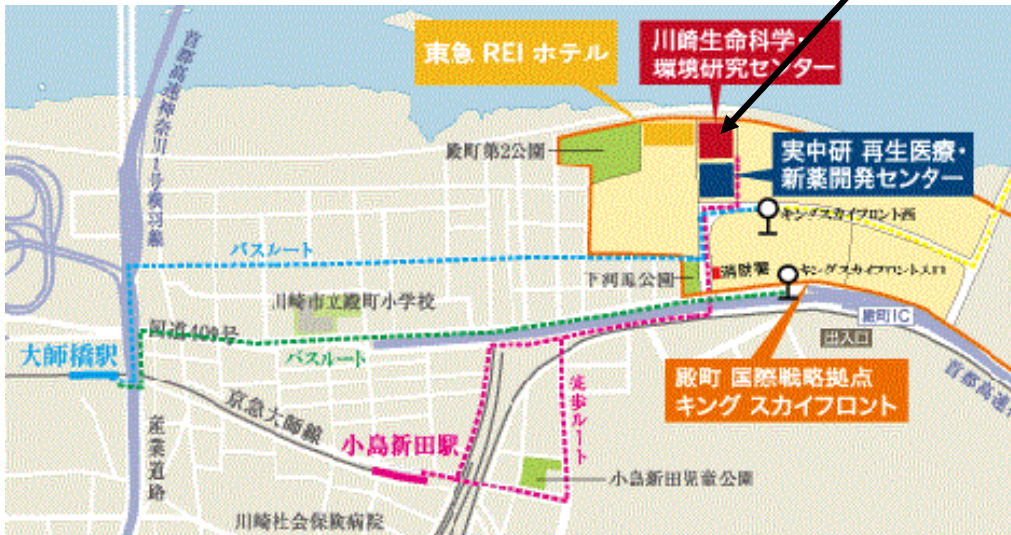 首都高速神奈川1号横羽線
東急 REI ホテル
川崎生命科学・
環境研究センター
殿町第2公園
実中研 再生医療・
新薬開発センター
キングスカイフロント西
バスルート
下河原公園
消防署
キングスカイフロント入口
川崎市立殿町小学校
国道409号
殿町IC
出入口
大師橋駅
バスルート
首都高速神奈川
殿町 国際戦略拠点
キング スカイフロント
徒歩ルート
京急大師線
小島新田駅
産業道路
小島新田児童公園
川崎社会保険病院